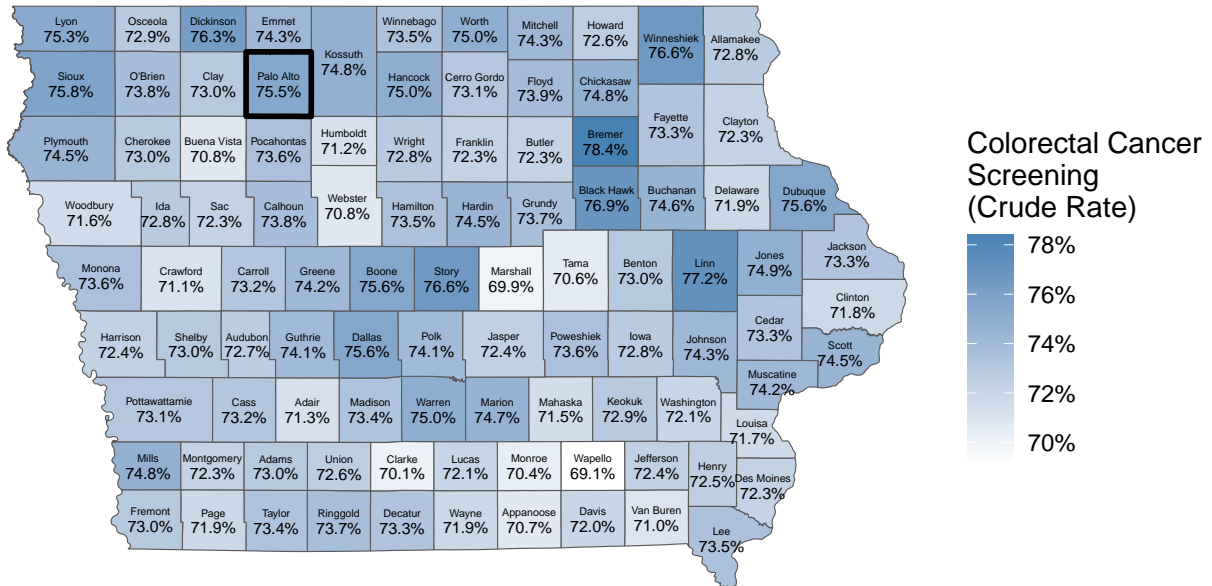 Lyon
75.3%
Osceola
72.9%
Dickinson
76.3%
Emmet
74.3%
Kossuth
74.8%
Winnebago
73.5%
Worth
75.0%
Mitchell
74.3%
Howard
72.6%
Winneshiek
76.6%
Allamakee
72.8%
Sioux
75.8%
O'Brien
73.8%
Clay
73.0%
Palo Alto
75.5%
Hancock
75.0%
Cerro Gordo
73.1%
Floyd
73.9%
Chickasaw
74.8%
Fayette
73.3%
Clayton
72.3%
Plymouth
74.5%
Cherokee
73.0%
Buena Vista
70.8%
Pocahontas
73.6%
Humboldt
71.2%
Wright
72.8%
Franklin
72.3%
Butler
72.3%
Bremer
78.4%
Woodbury
71.6%
Ida
72.8%
Sac
72.3%
Calhoun
73.8%
Webster
70.8%
Hamilton
73.5%
Hardin
74.5%
Grundy
73.7%
Black Hawk
76.9%
Buchanan
74.6%
Delaware
71.9%
Dubuque
75.6%
Monona
73.6%
Crawford
71.1%
Carroll
73.2%
Greene
74.2%
Boone
75.6%
Story
76.6%
Marshall
69.9%
Tama
70.6%
Benton
73.0%
Linn
77.2%
Jones
74.9%
Jackson
73.3%
Clinton
71.8%
Harrison
72.4%
Shelby
73.0%
Audubon
72.7%
Guthrie
74.1%
Dallas
75.6%
Polk
74.1%
Jasper
72.4%
Poweshiek
73.6%
Iowa
72.8%
Johnson
74.3%
Cedar
73.3%
Scott
74.5%
Muscatine
74.2%
Pottawattamie
73.1%
Cass
73.2%
Adair
71.3%
Madison
73.4%
Warren
75.0%
Marion
74.7%
Mahaska
71.5%
Keokuk
72.9%
Washington
72.1%
Louisa
71.7%
Mills
74.8%
Montgomery
72.3%
Adams
73.0%
Union
72.6%
Clarke
70.1%
Lucas
72.1%
Monroe
70.4%
Wapello
69.1%
Jefferson
72.4%
Henry
72.5%
Des Moines
72.3%
Fremont
73.0%
Page
71.9%
Taylor
73.4%
Ringgold
73.7%
Decatur
73.3%
Wayne
71.9%
Appanoose
70.7%
Davis
72.0%
Van Buren
71.0%
Lee
73.5%
Colorectal Cancer
Screening
(Crude Rate)
78%
76%
74%
72%
70%